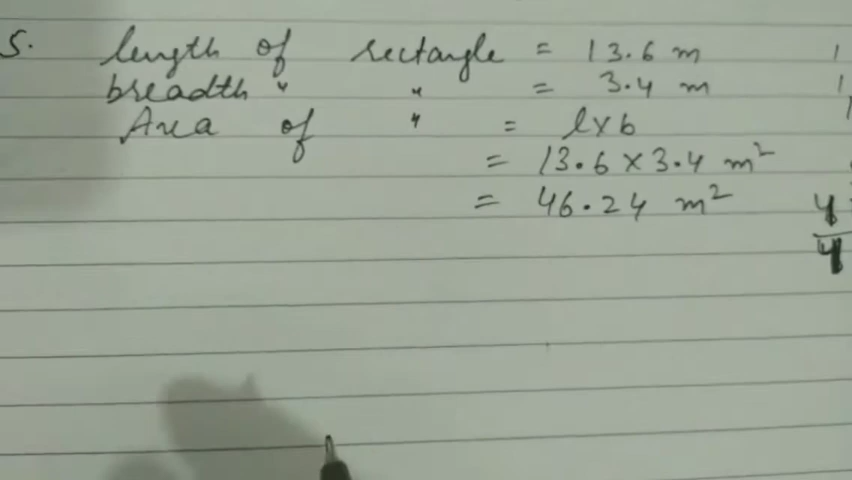 5. length of rectangle = 13.6 m
breadth " " = 3.4 m
Area of " = l×b
= 13.6 × 3.4 m²
= 46.24 m²